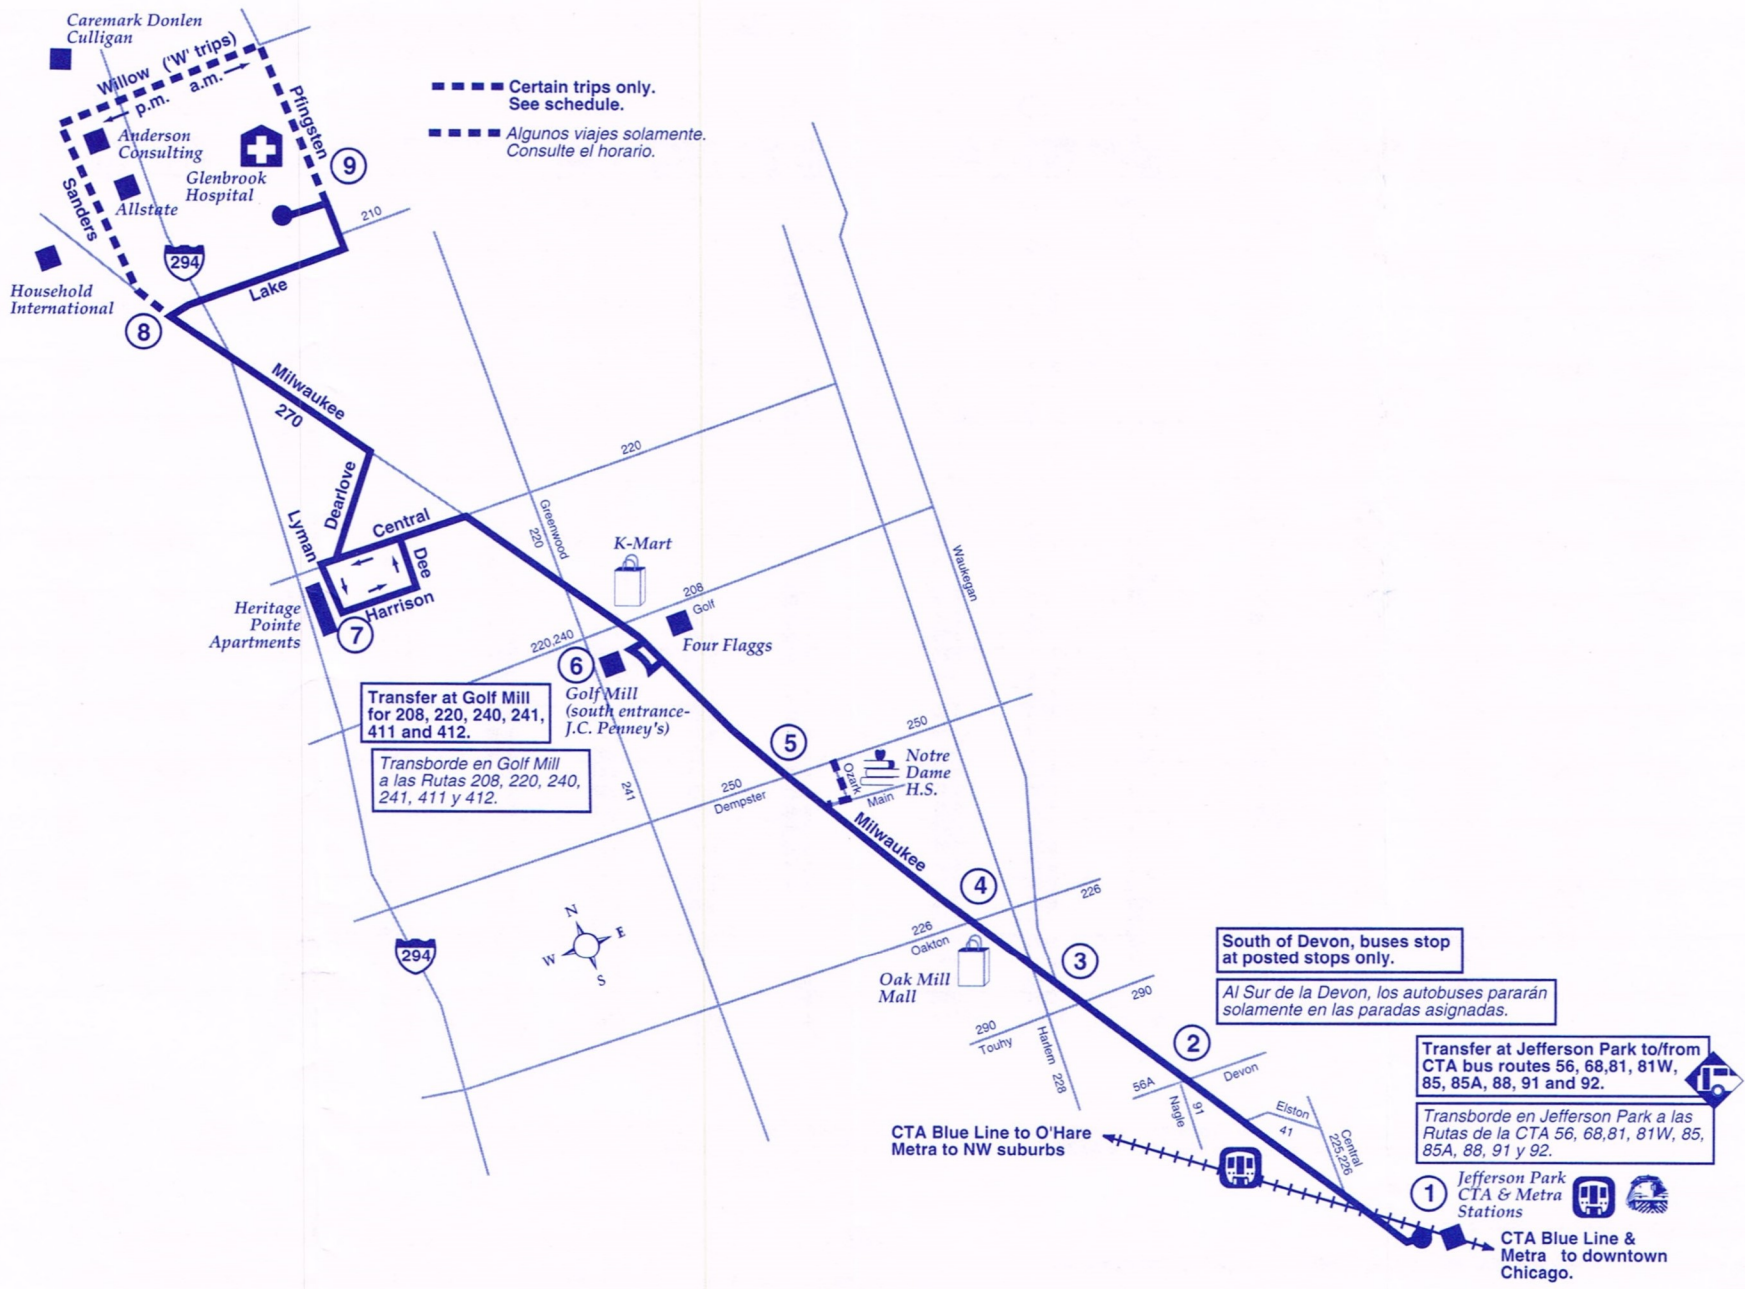 Caremark Donlen
Culligan
Willow ('W' trips)
a.m.
p.m.
Pfingsten
Certain trips only.
See schedule.
Algunos viajes solamente.
Consulte el horario.
Anderson
Consulting
Glenbrook
Hospital
9
Sanders
Allstate
210
294
Household
International
Lake
8
Milwaukee
270
220
Dearlove
Lyman
Central
Dee
Harrison
Greenwood
220
K-Mart
Waukegan
Heritage
Pointe
Apartments
7
208
Golf
220,240
Four Flaggs
6
Golf Mill
(south entrance-
J.C. Penney's)
Transfer at Golf Mill
for 208, 220, 240, 241,
411 and 412.
Transborde en Golf Mill
a las Rutas 208, 220, 240,
241, 411 y 412.
5
250
241
250
Dempster
Ozark
Main
Notre
Dame
H.S.
Milwaukee
4
226
226
Oakton
N
E
W
S
294
Oak Mill
Mall
3
290
290
Touhy
Harlem
228
South of Devon, buses stop
at posted stops only.
Al Sur de la Devon, los autobuses pararán
solamente en las paradas asignadas.
2
56A
Devon
Nagle
91
Elston
41
Central
225,226
Transfer at Jefferson Park to/from
CTA bus routes 56, 68,81, 81W,
85, 85A, 88, 91 and 92.
Transborde en Jefferson Park a las
Rutas de la CTA 56, 68,81, 81W, 85,
85A, 88, 91 y 92.
CTA Blue Line to O'Hare
Metra to NW suburbs
1
Jefferson Park
CTA & Metra
Stations
CTA Blue Line &
Metra to downtown
Chicago.